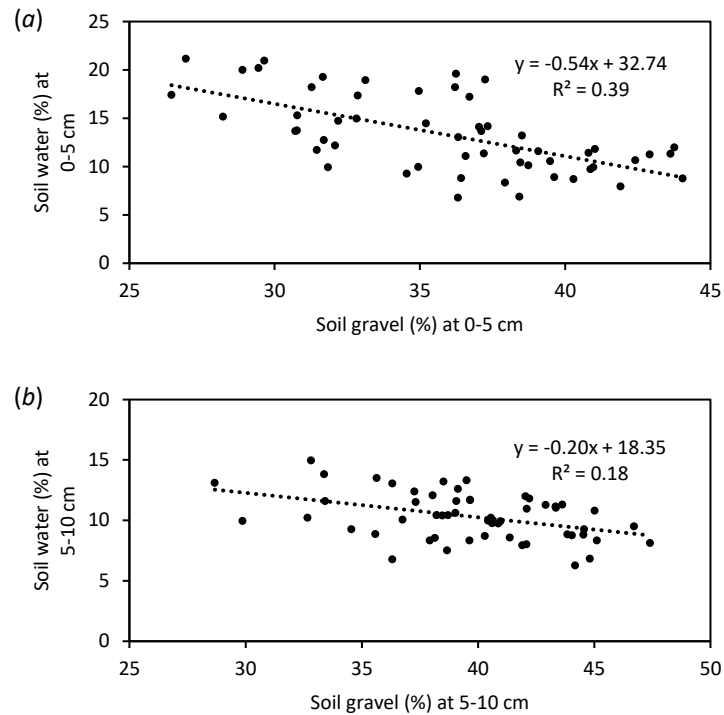 (a)
25
20
15
10
5
0
Soil water (%) at
0-5 cm
y = -0.54x + 32.74
R² = 0.39
25 30 35 40 45
Soil gravel (%) at 0-5 cm
(b)
20
15
10
5
0
Soil water (%) at
5-10 cm
y = -0.20x + 18.35
R² = 0.18
25 30 35 40 45 50
Soil gravel (%) at 5-10 cm